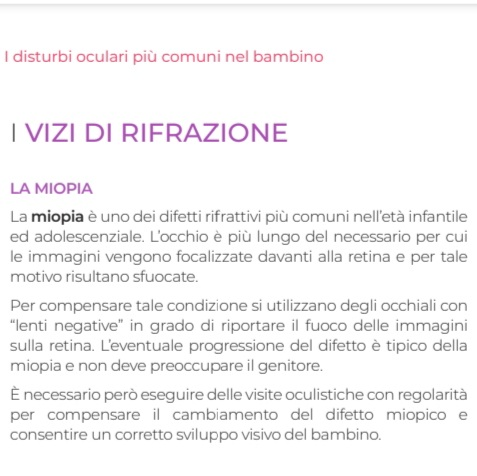 I disturbi oculari più comuni nel bambino
I VIZI DI RIFRAZIONE
LA MIOPIA
La miopia è uno dei difetti rifrattivi più comuni nell'età infantile
ed adolescenziale. L'occhio è più lungo del necessario per cui
le immagini vengono focalizzate davanti alla retina e per tale
motivo risultano sfuocate.
Per compensare tale condizione si utilizzano degli occhiali con
"lenti negative" in grado di riportare il fuoco delle immagini
sulla retina. L'eventuale progressione del difetto è tipico della
miopia e non deve preoccupare il genitore.
È necessario però eseguire delle visite oculistiche con regolarità
per compensare il cambiamento del difetto miopico e
consentire un corretto sviluppo visivo del bambino.